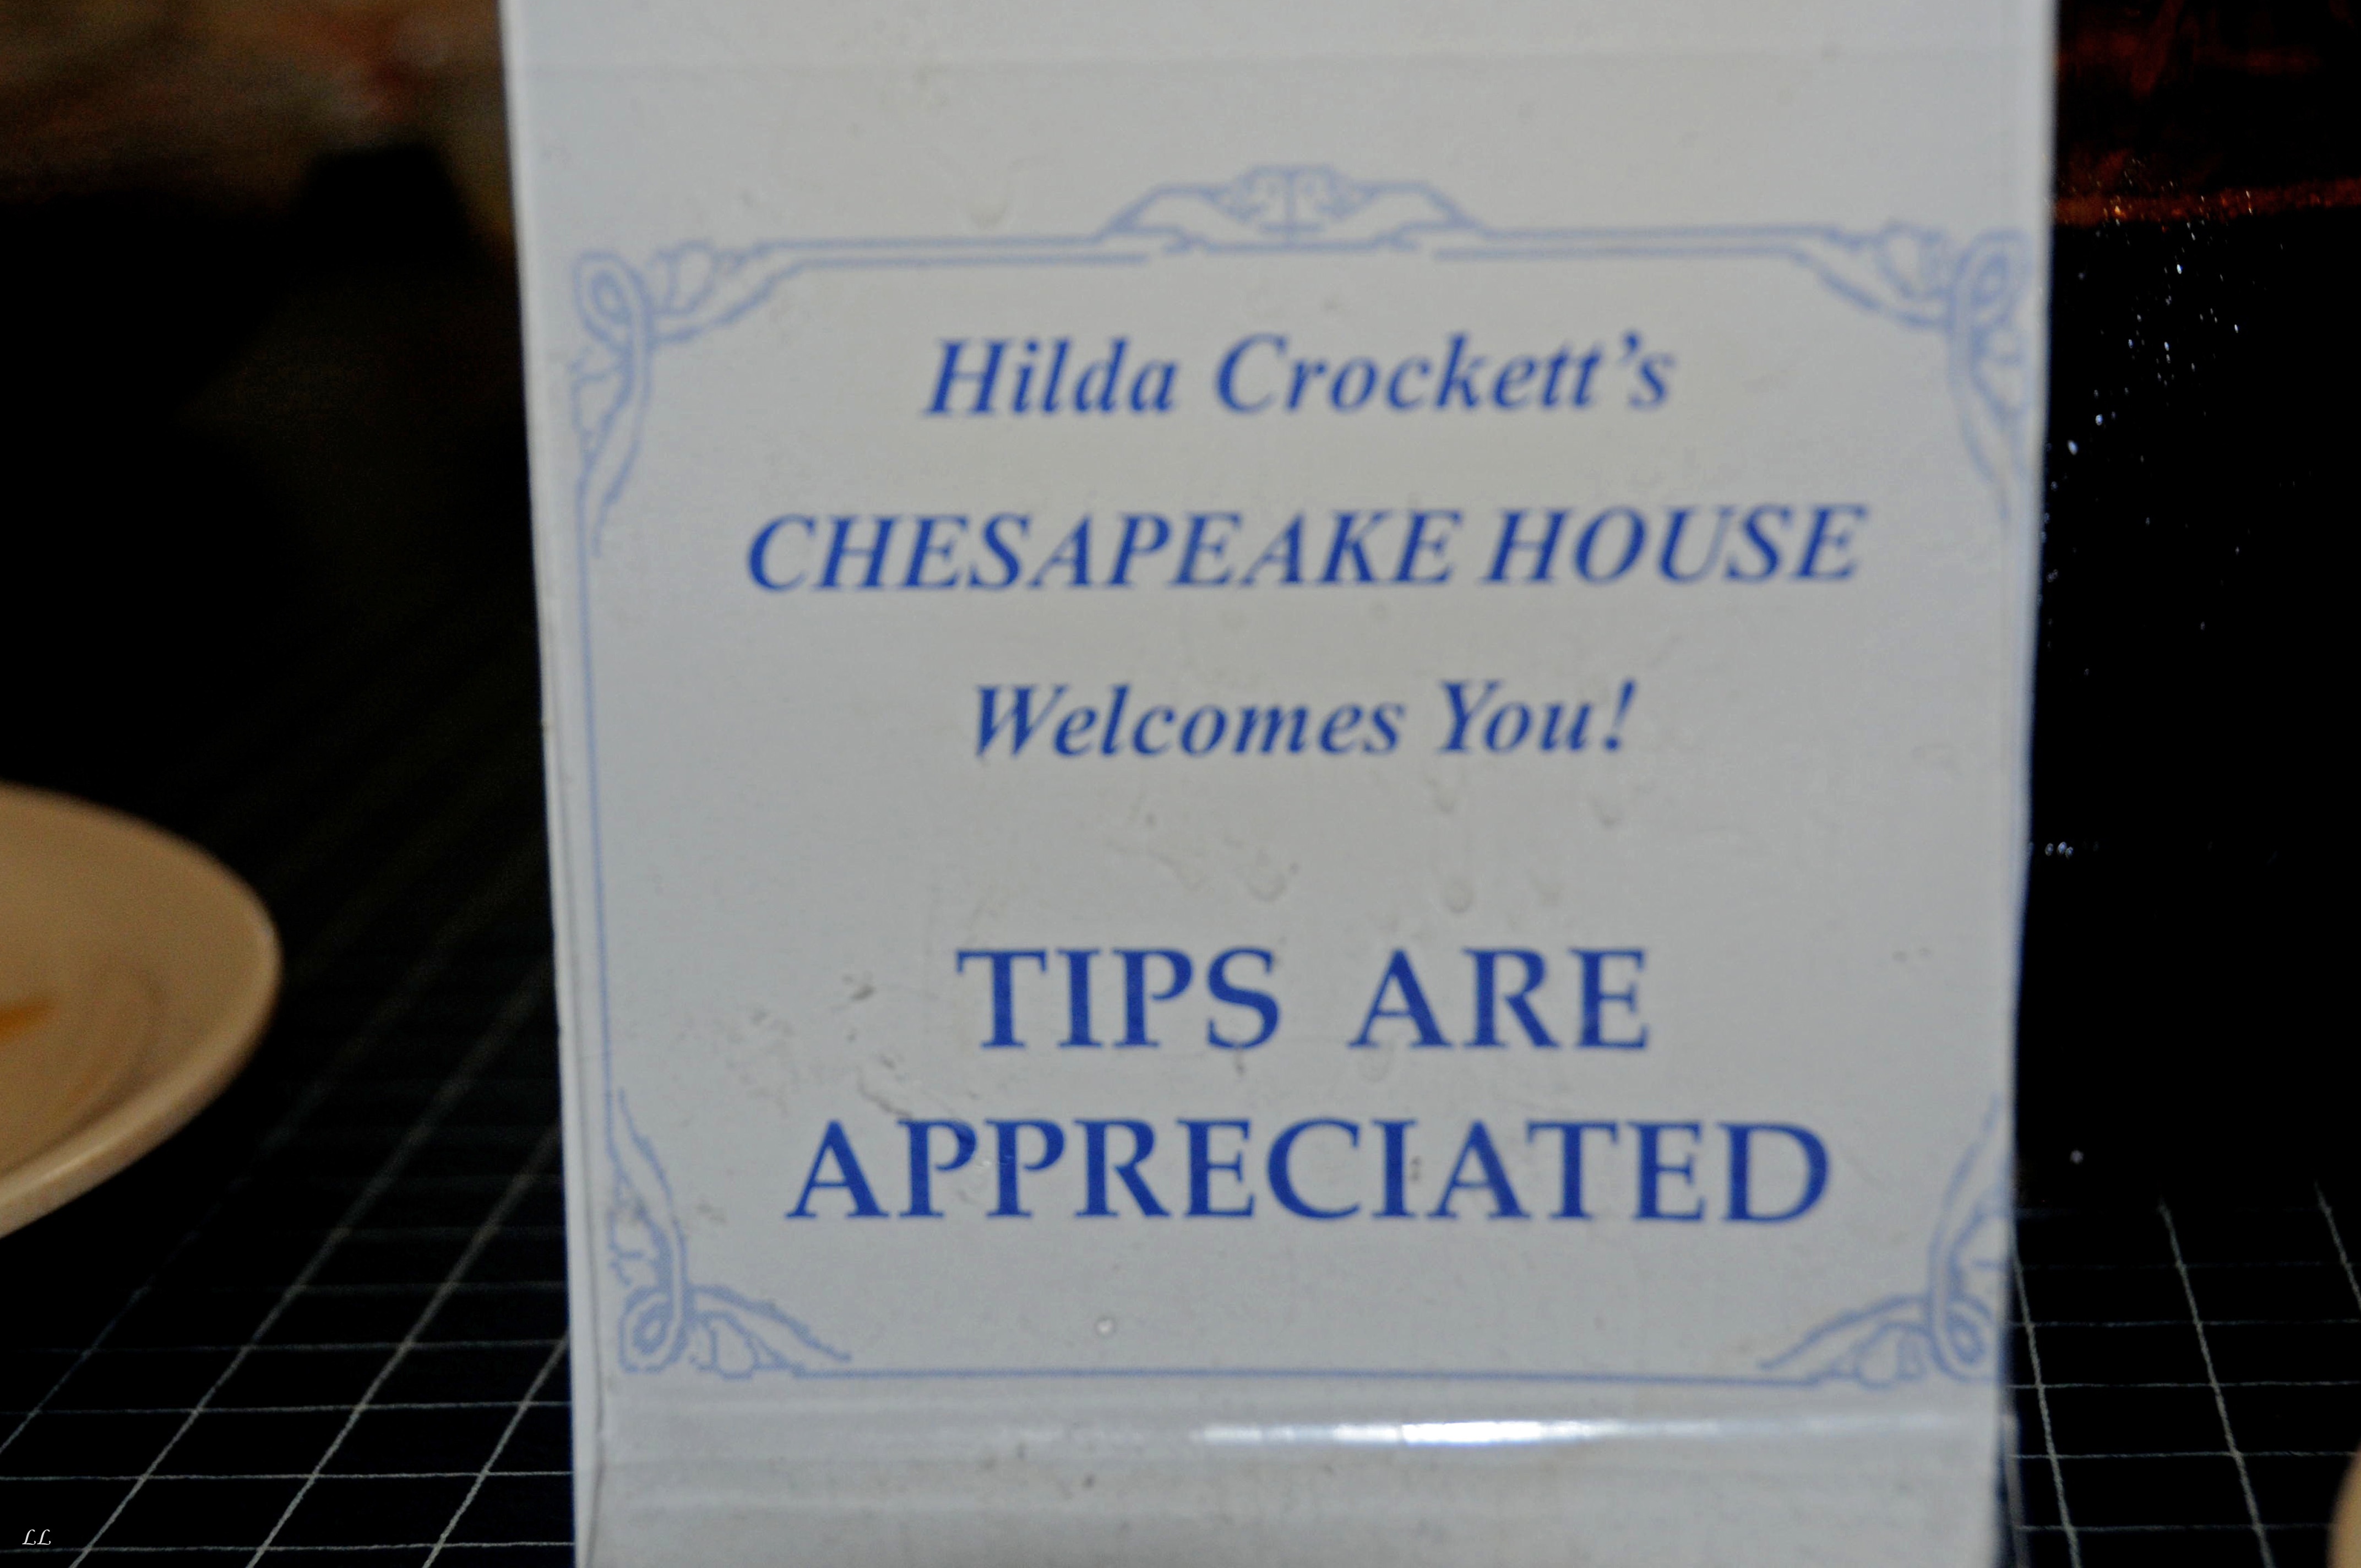 Hilda Crockett’s
CHESAPEAKE HOUSE
Welcomes You!
TIPS ARE
APPRECIATED
LL